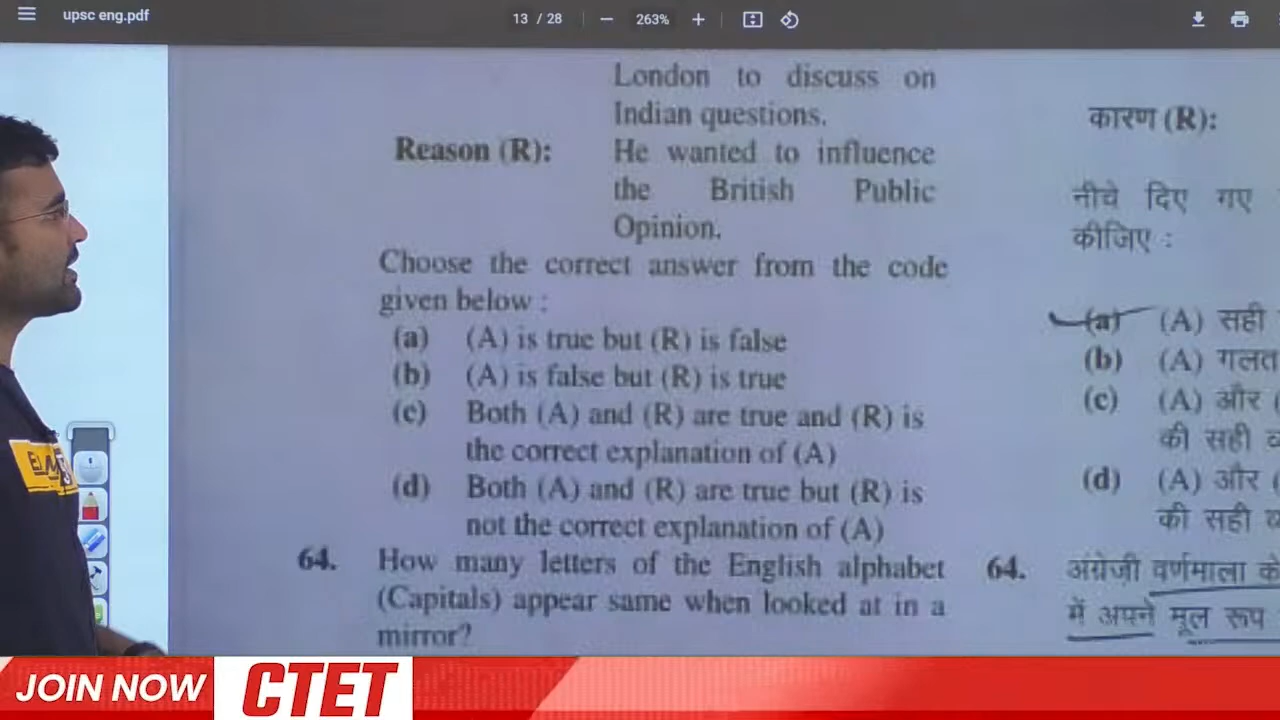 upsc eng.pdf
13 / 28
263%
London to discuss on
Indian questions.
Reason (R): He wanted to influence
the British Public
Opinion.
Choose the correct answer from the code
given below :
(a) (A) is true but (R) is false
(b) (A) is false but (R) is true
(c) Both (A) and (R) are true and (R) is
the correct explanation of (A)
(d) Both (A) and (R) are true but (R) is
not the correct explanation of (A)
64. How many letters of the English alphabet
(Capitals) appear same when looked at in a
mirror?
कारण (R):
नीचे दिए गए
कीजिए :
(a) (A) सही
(b) (A) गलत
(c) (A) और
की सही
(d) (A) और
की सही
64. अंग्रेजी वर्णमाला के
में अपने मूल रूप
JOIN NOW
CTET